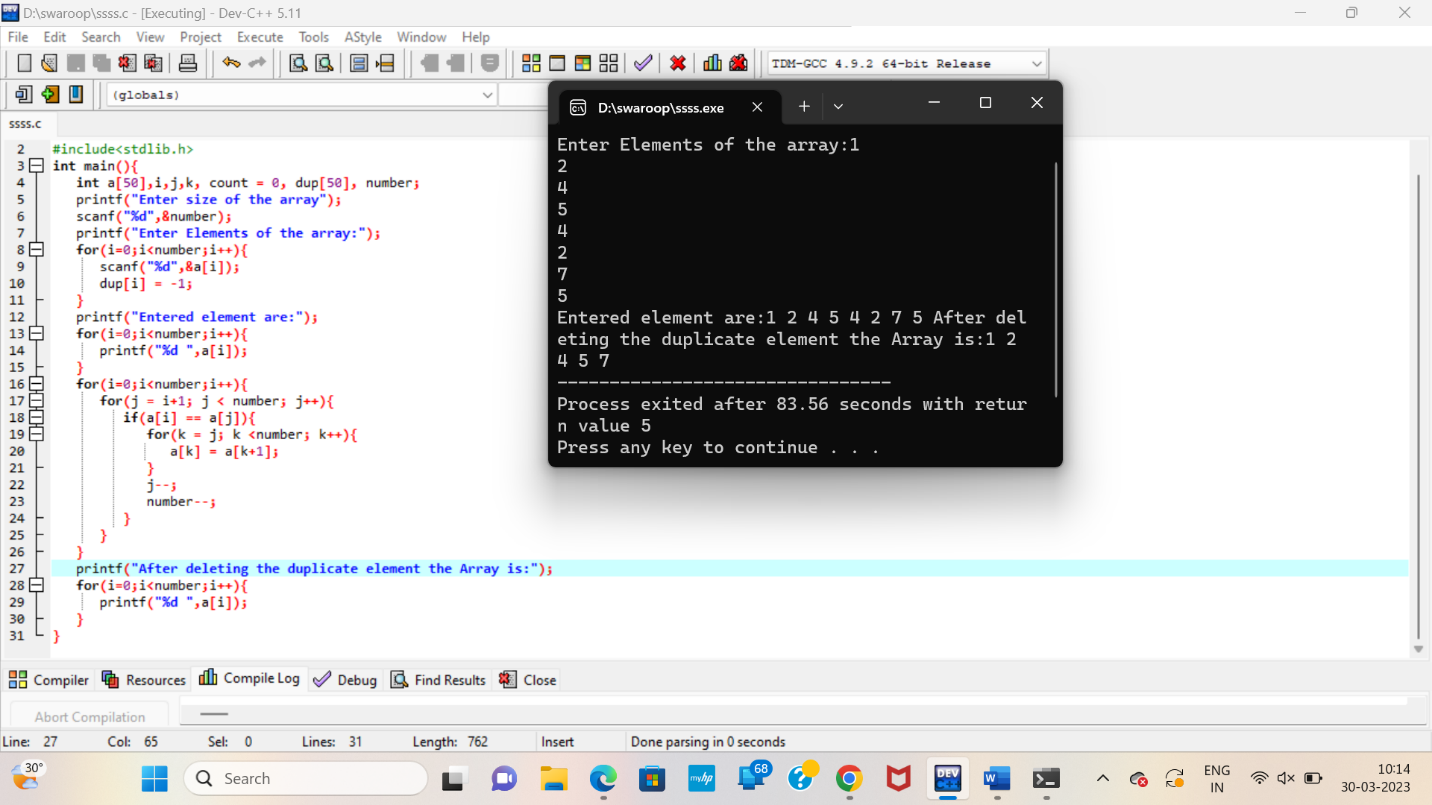 D:\swaroop\ssss.c - [Executing] - Dev-C++ 5.11
File Edit Search View Project Execute Tools AStyle Window Help
TDM-GCC 4.9.2 64-bit Release
(globals)
ssss.c
2 #include<stdlib.h>
3 int main(){
4 int a[50],i,j,k, count = 0, dup[50], number;
5 printf("Enter size of the array");
6 scanf("%d",&number);
7 printf("Enter Elements of the array:");
8 for(i=0;i<number;i++){
9 scanf("%d",&a[i]);
10 dup[i] = -1;
11 }
12 printf("Entered element are:");
13 for(i=0;i<number;i++){
14 printf("%d ",a[i]);
15 }
16 for(i=0;i<number;i++){
17 for(j = i+1; j < number; j++){
18 if(a[i] == a[j]){
19 for(k = j; k <number; k++){
20 a[k] = a[k+1];
21 }
22 j--;
23 number--;
24 }
25 }
26 }
27 printf("After deleting the duplicate element the Array is:");
28 for(i=0;i<number;i++){
29 printf("%d ",a[i]);
30 }
31 }
D:\swaroop\ssss.exe
Enter Elements of the array:1
2
4
5
4
2
7
5
Entered element are:1 2 4 5 4 2 7 5 After del
eting the duplicate element the Array is:1 2
4 5 7
--------------------------------
Process exited after 83.56 seconds with retur
n value 5
Press any key to continue . . .
Compiler Resources Compile Log Debug Find Results Close
Abort Compilation
Line: 27 Col: 65 Sel: 0 Lines: 31 Length: 762 Insert Done parsing in 0 seconds
30° Search myhp 68 DEV C++ W ENG 10:14
IN 30-03-2023